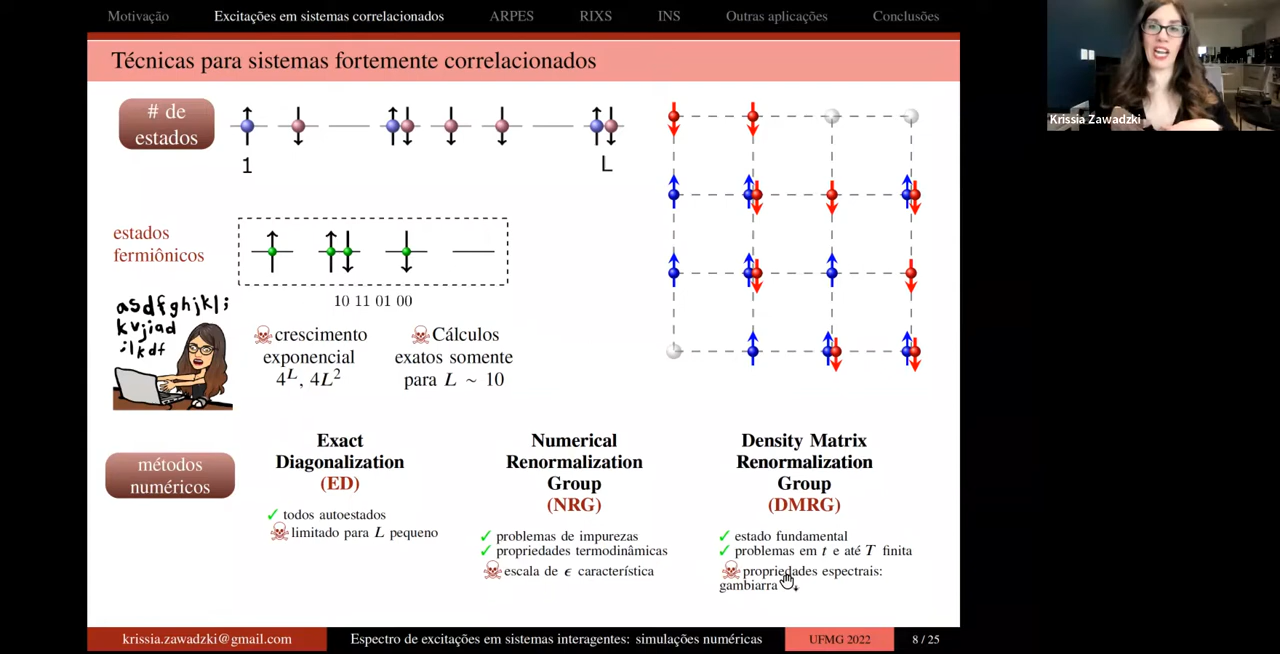 Motivação Excitações em sistemas correlacionados ARPES RIXS INS Outras aplicações Conclusões
Técnicas para sistemas fortemente correlacionados
Krissia Zawadzki
# de
estados
1 L
estados
fermiônicos
10 11 01 00
asdfghjkl;
kvjiad
;lkdf
crescimento
exponencial
4^L, 4L^2
Cálculos
exatos somente
para L ~ 10
métodos
numéricos
Exact
Diagonalization
(ED)
✓ todos autoestados
limitado para L pequeno
Numerical
Renormalization
Group
(NRG)
✓ problemas de impurezas
✓ propriedades termodinâmicas
escala de ϵ característica
Density Matrix
Renormalization
Group
(DMRG)
✓ estado fundamental
✓ problemas em t e até T finita
propriedades espectrais:
gambiarra
krissia.zawadzki@gmail.com Espectro de excitações em sistemas interagentes: simulações numéricas UFMG 2022 8 / 25